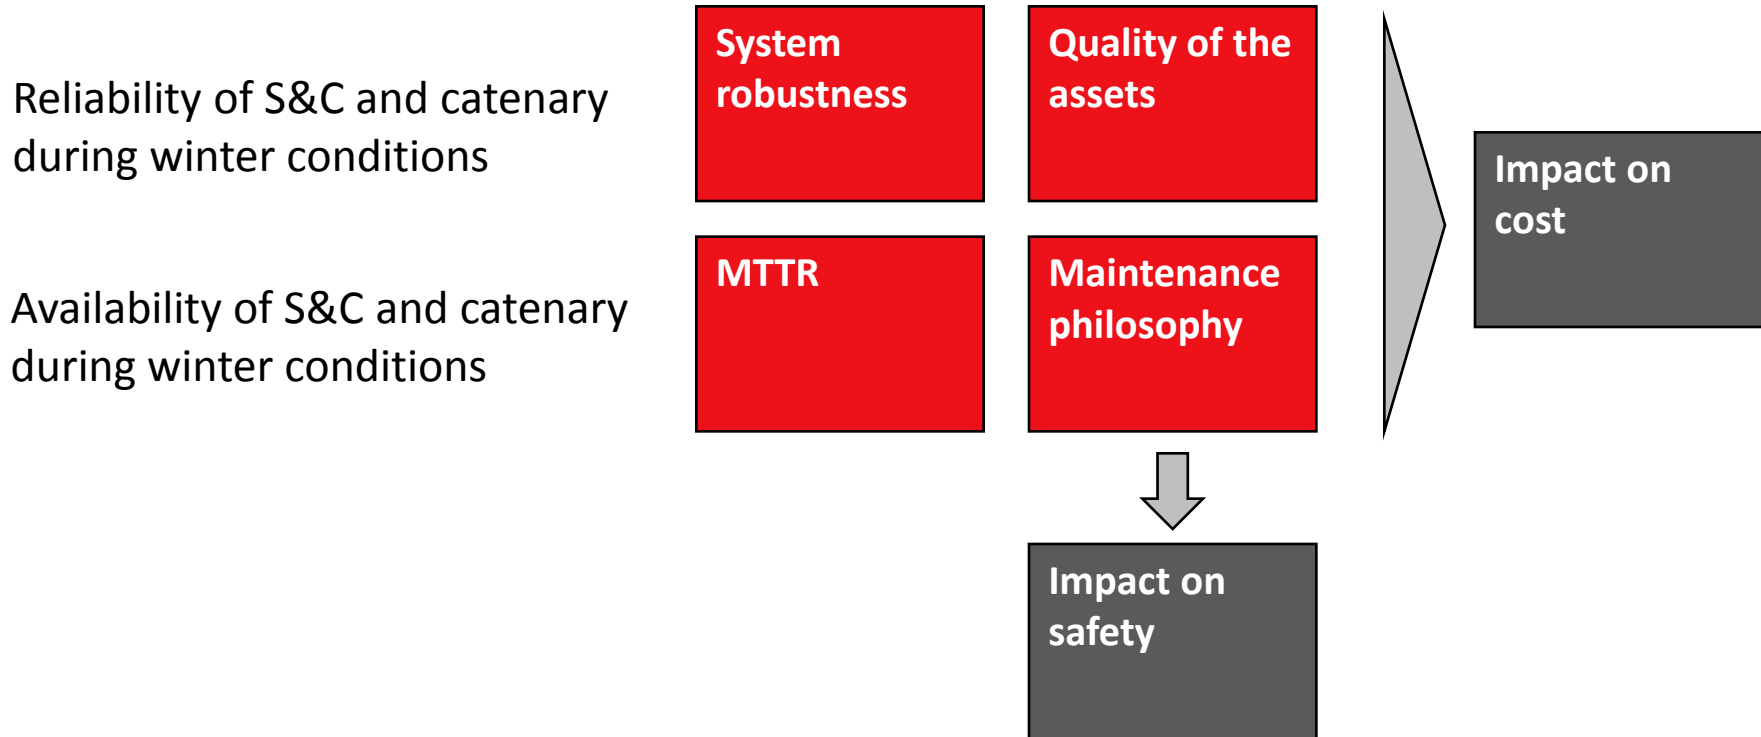 Reliability of S&C and catenary
during winter conditions
System
robustness
Quality of the
assets
Impact on
cost
Availability of S&C and catenary
during winter conditions
MTTR
Maintenance
philosophy
Impact on
safety